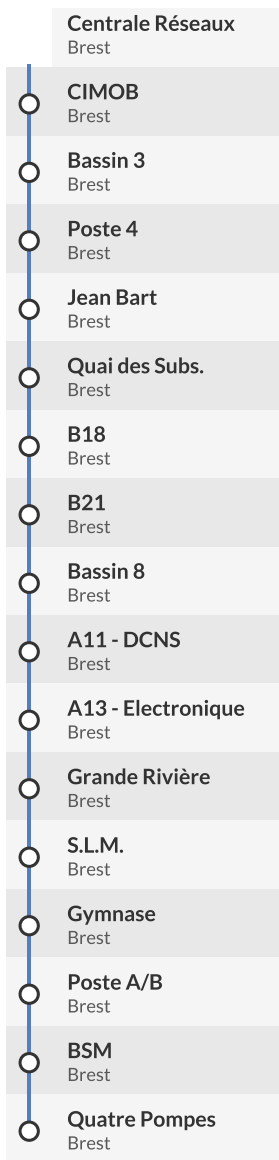 Centrale Réseaux
Brest
CIMOB
Brest
Bassin 3
Brest
Poste 4
Brest
Jean Bart
Brest
Quai des Subs.
Brest
B18
Brest
B21
Brest
Bassin 8
Brest
A11 - DCNS
Brest
A13 - Electronique
Brest
Grande Rivière
Brest
S.L.M.
Brest
Gymnase
Brest
Poste A/B
Brest
BSM
Brest
Quatre Pompes
Brest